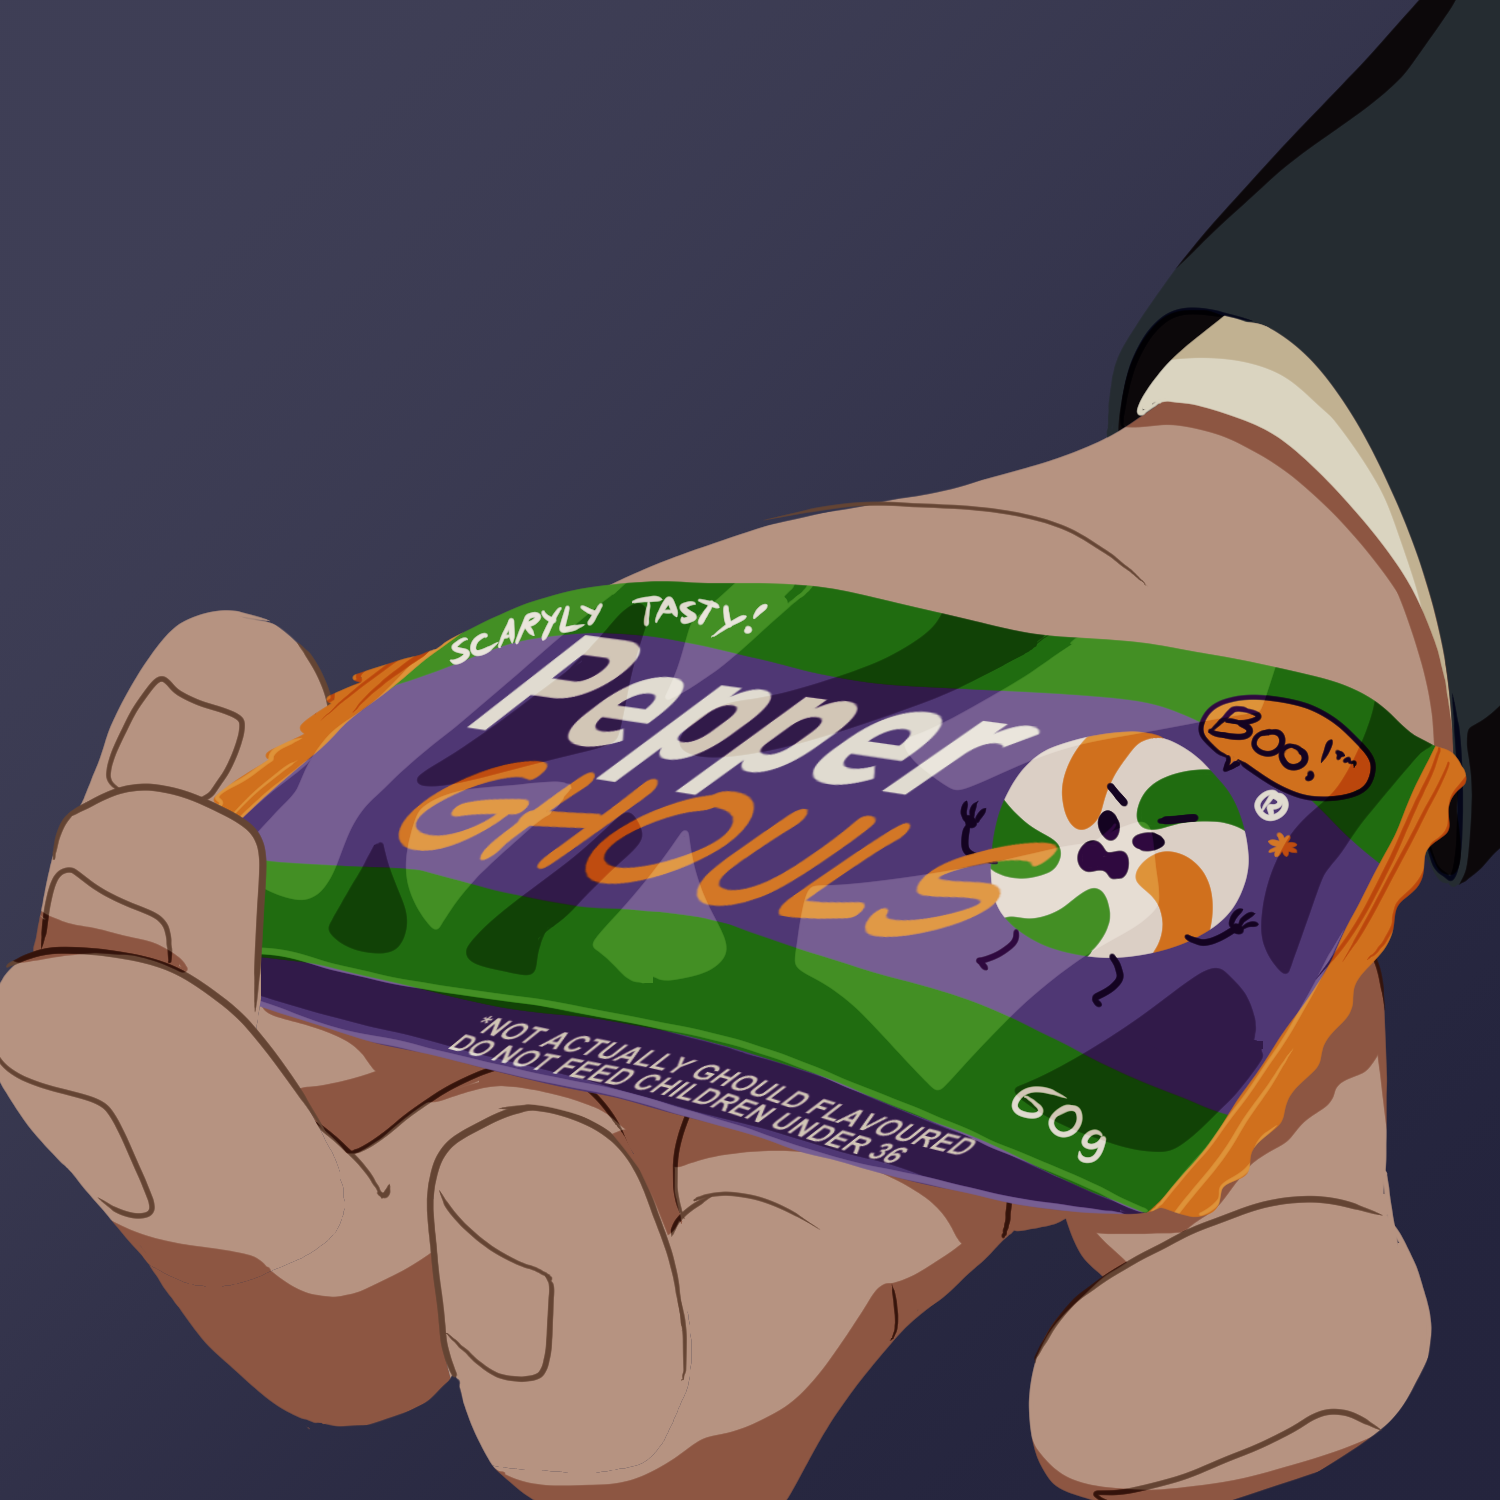 SCARYLY TASTY!
Pepper
GHOULS
BOO!™
®
*
*NOT ACTUALLY GHOULD FLAVOURED
DO NOT FEED CHILDREN UNDER 36
60g